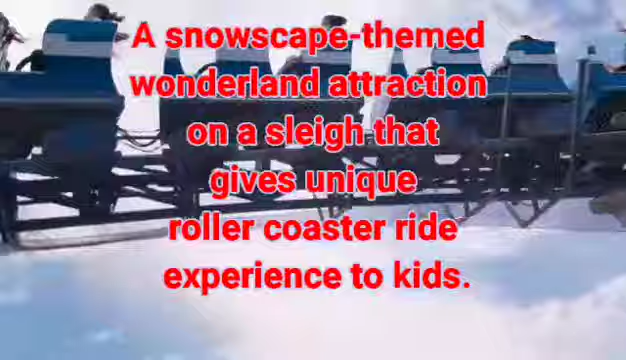 A snowscape-themed
wonderland attraction
on a sleigh that
gives unique
roller coaster ride
experience to kids.